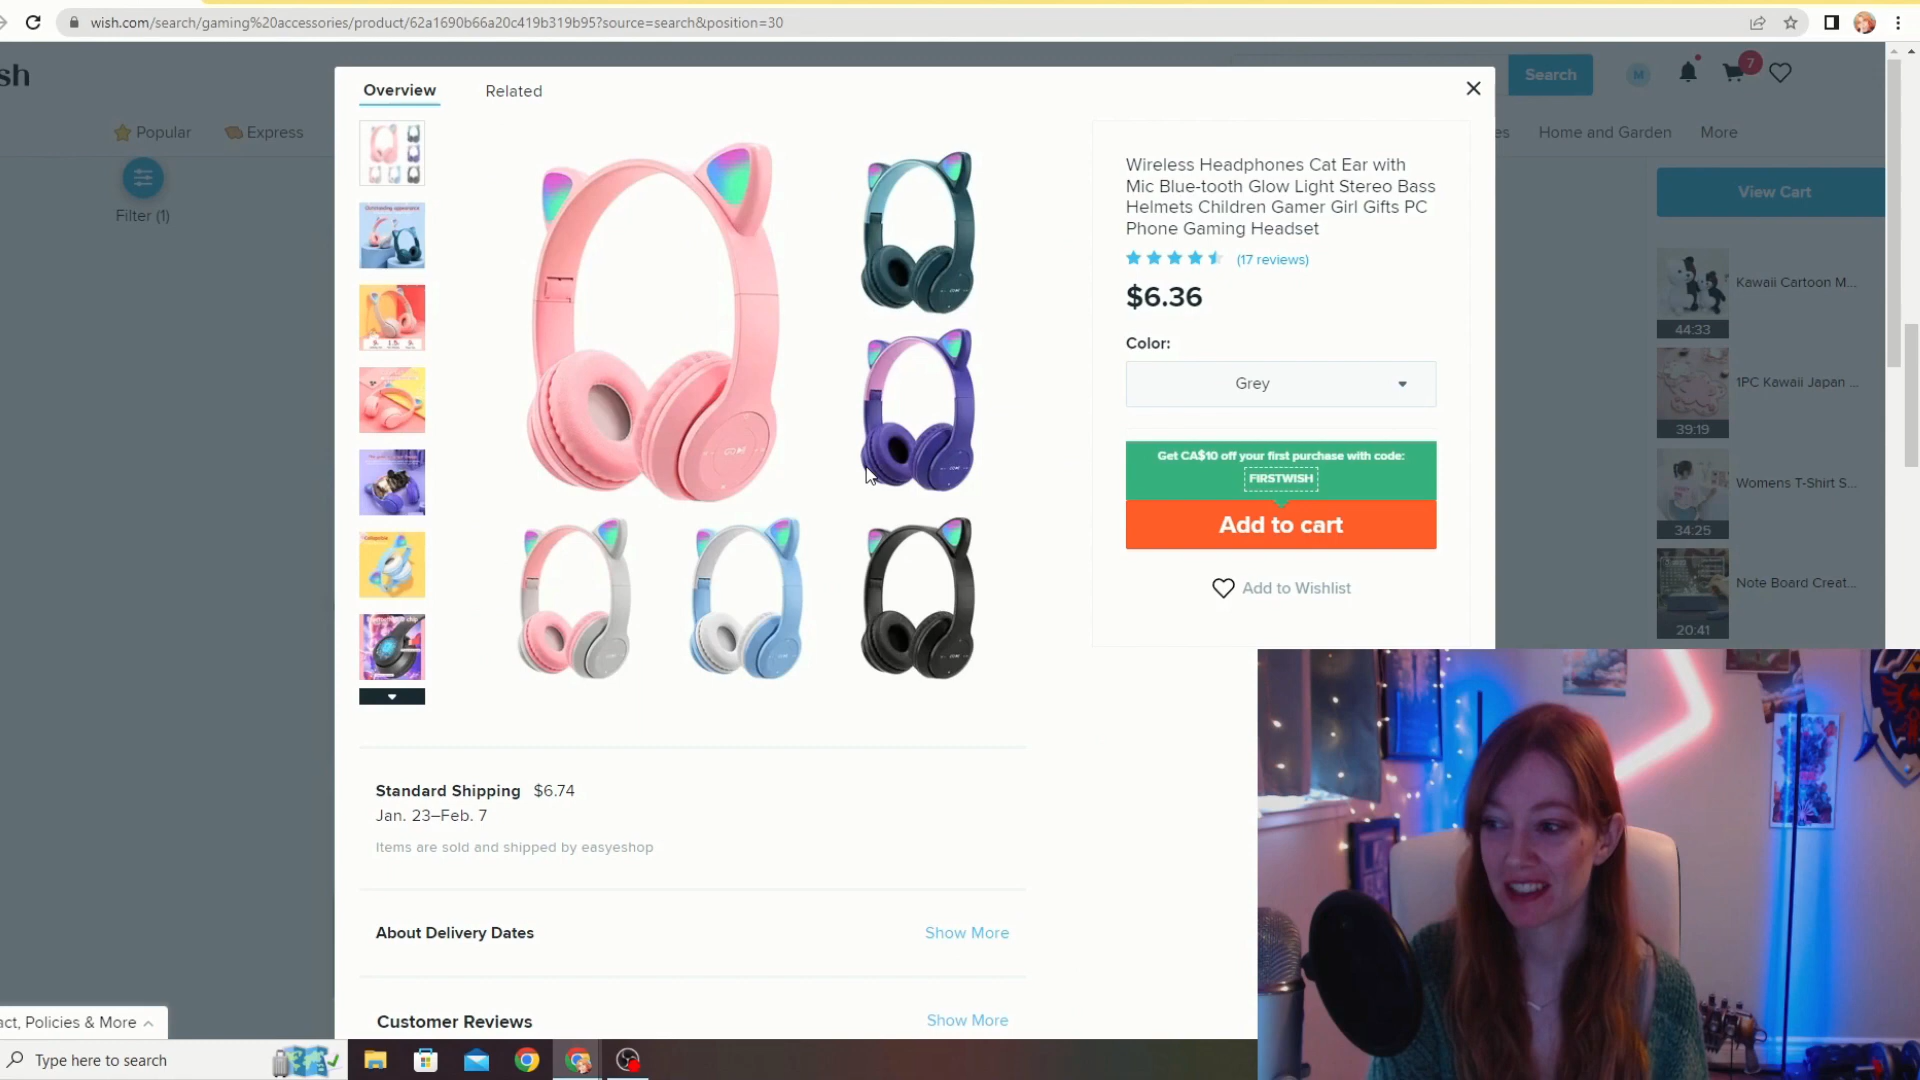 wish.com/search/gaming%20accessories/product/62a1690b66a20c419b319b95?source=search&position=30
sh
Search
M
7
Popular
Express
es
Home and Garden
More
Filter (1)
View Cart
Overview
Related
Wireless Headphones Cat Ear with
Mic Blue-tooth Glow Light Stereo Bass
Helmets Children Gamer Girl Gifts PC
Phone Gaming Headset
(17 reviews)
$6.36
Color:
Grey
Get CA$10 off your first purchase with code:
FIRSTWISH
Add to cart
Add to Wishlist
Kawaii Cartoon M...
44:33
1PC Kawaii Japan ...
39:19
Womens T-Shirt S...
34:25
Note Board Creat...
20:41
Standard Shipping $6.74
Jan. 23–Feb. 7
Items are sold and shipped by easyeshop
About Delivery Dates
Show More
Customer Reviews
Show More
act, Policies & More
Type here to search